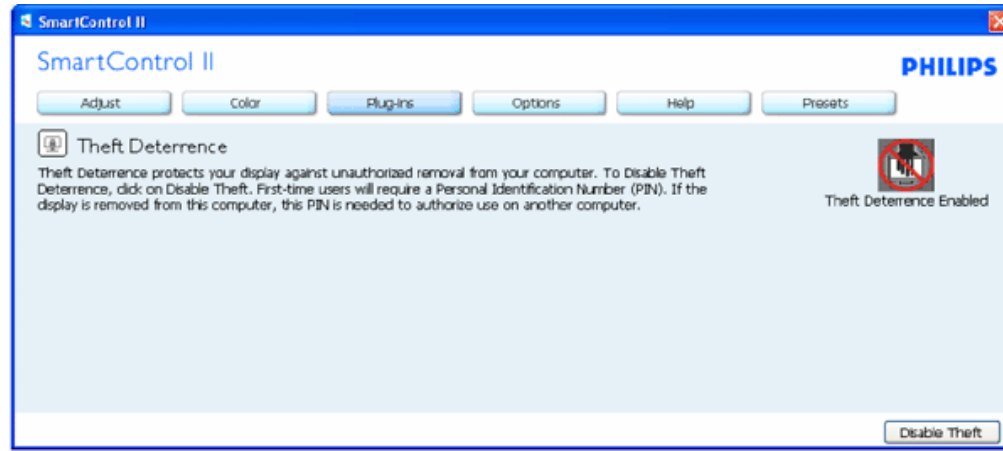 SmartControl II
SmartControl II
PHILIPS
Adjust Color Plug-Ins Options Help Presets
Theft Deterrence
Theft Deterrence protects your display against unauthorized removal from your computer. To Disable Theft
Deterrence, click on Disable Theft. First-time users will require a Personal Identification Number (PIN). If the
display is removed from this computer, this PIN is needed to authorize use on another computer.
Theft Deterrence Enabled
Disable Theft